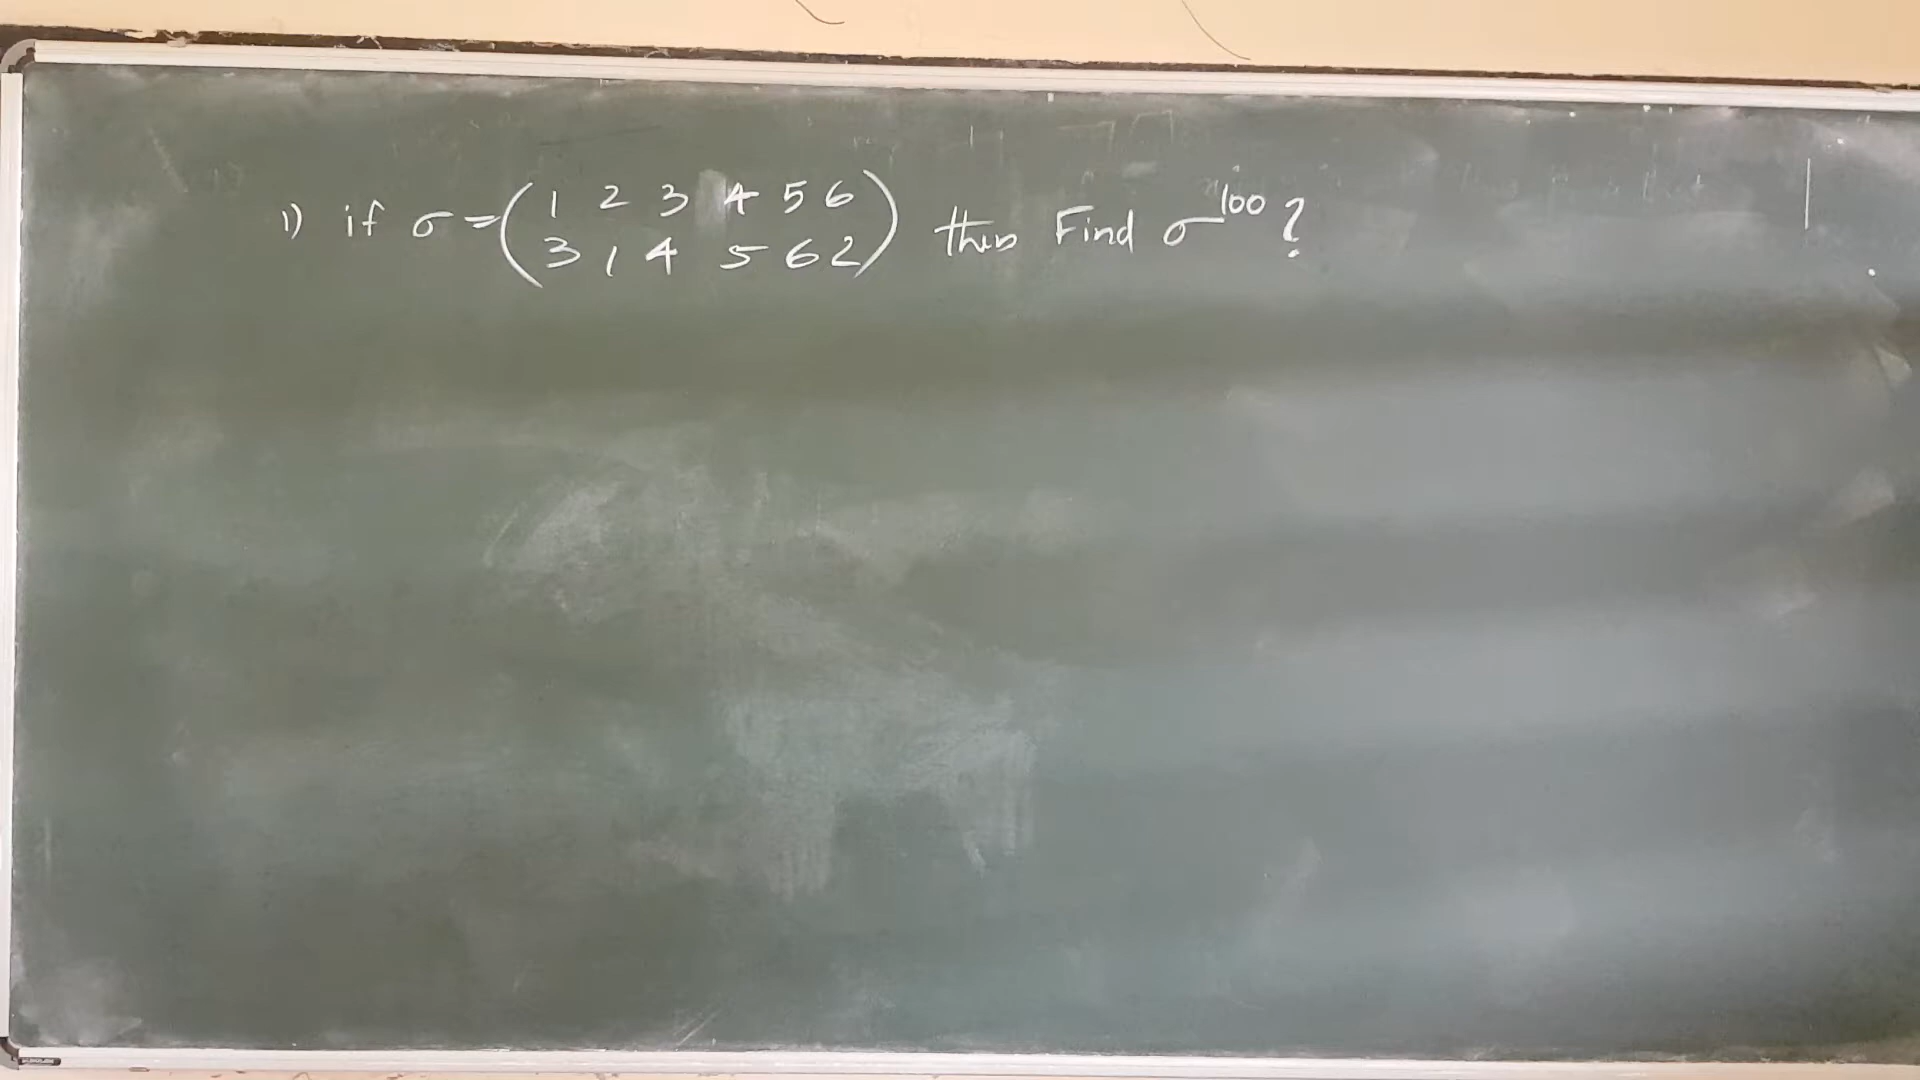 1) if σ = ( 1 2 3 4 5 6 ) then Find σ^100 ?
3 1 4 5 6 2